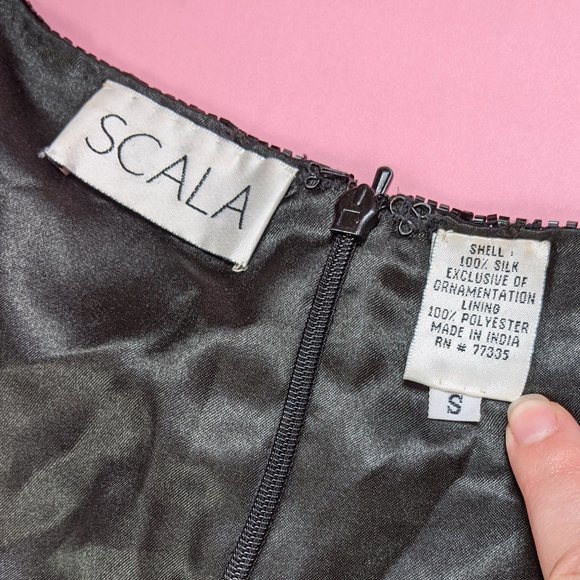 SCALA
SHELL :
100% SILK
EXCLUSIVE OF
ORNAMENTATION
LINING
100% POLYESTER
MADE IN INDIA
RN # 77335
S